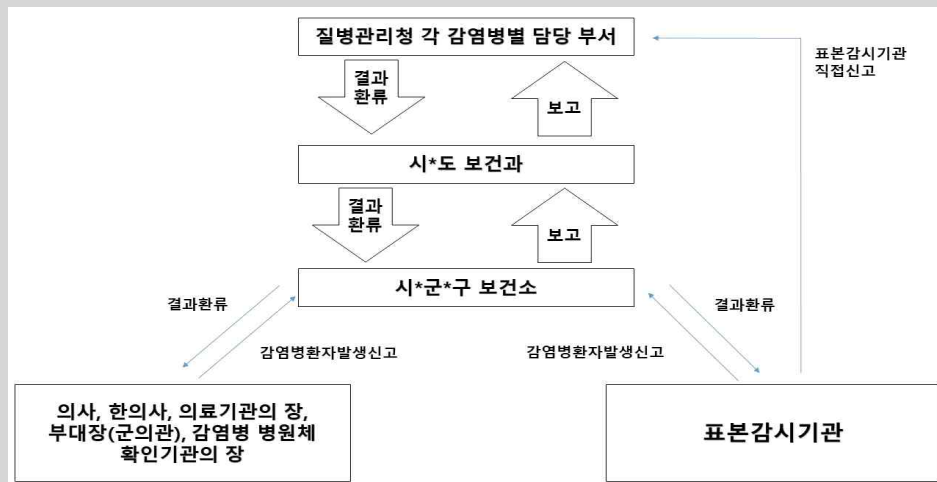 질병관리청 각 감염병별 담당 부서
표본감시기관
직접신고
결과
환류
보고
시*도 보건과
결과
환류
보고
시*군*구 보건소
결과환류
결과환류
감염병환자발생신고
감염병환자발생신고
의사, 한의사, 의료기관의 장,
부대장(군의관), 감염병 병원체
확인기관의 장
표본감시기관